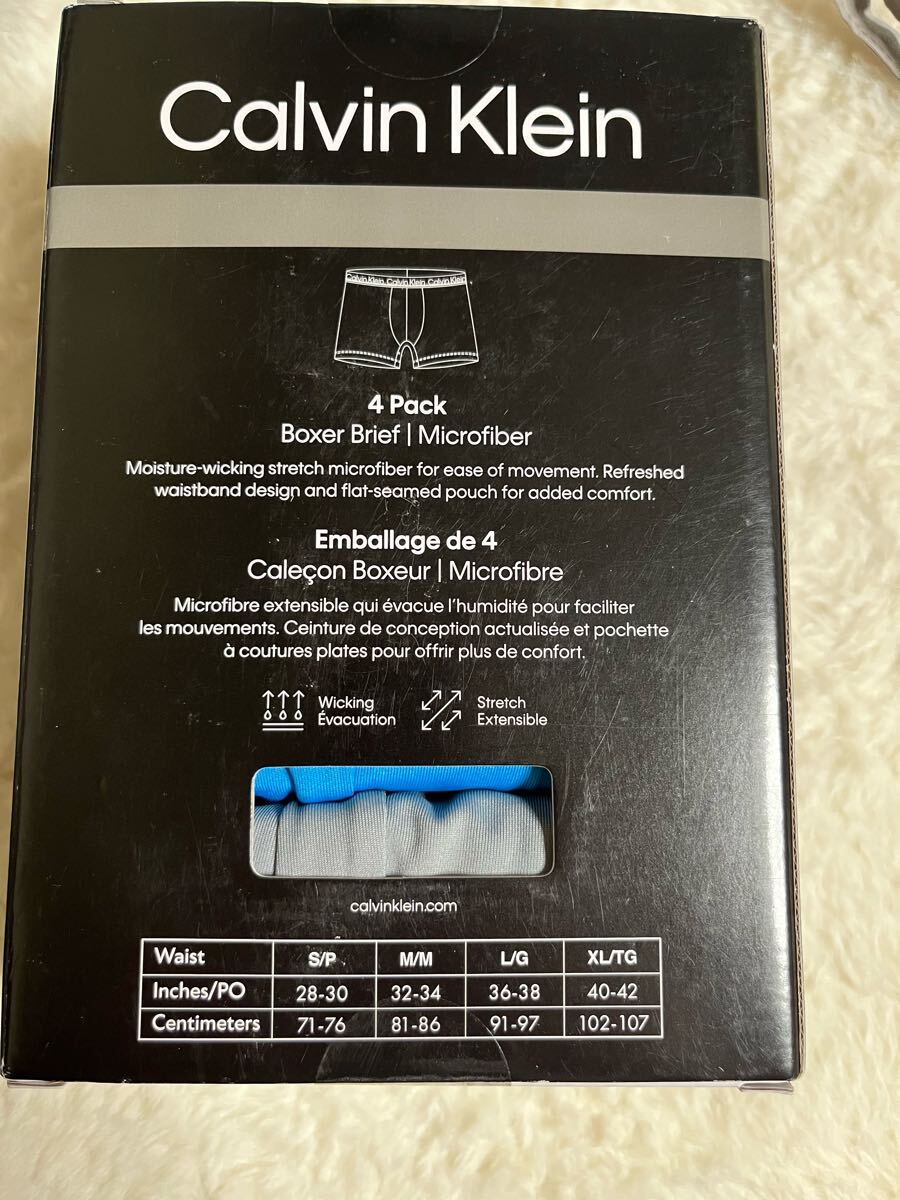 Calvin Klein
Calvin Klein Calvin Klein Calvin Klein
4 Pack
Boxer Brief | Microfiber
Moisture-wicking stretch microfiber for ease of movement. Refreshed
waistband design and flat-seamed pouch for added comfort.
Emballage de 4
Caleçon Boxeur | Microfibre
Microfibre extensible qui évacue l'humidité pour faciliter
les mouvements. Ceinture de conception actualisée et pochette
à coutures plates pour offrir plus de confort.
Wicking
Évacuation
Stretch
Extensible
calvinklein.com
Waist S/P M/M L/G XL/TG
Inches/PO 28-30 32-34 36-38 40-42
Centimeters 71-76 81-86 91-97 102-107